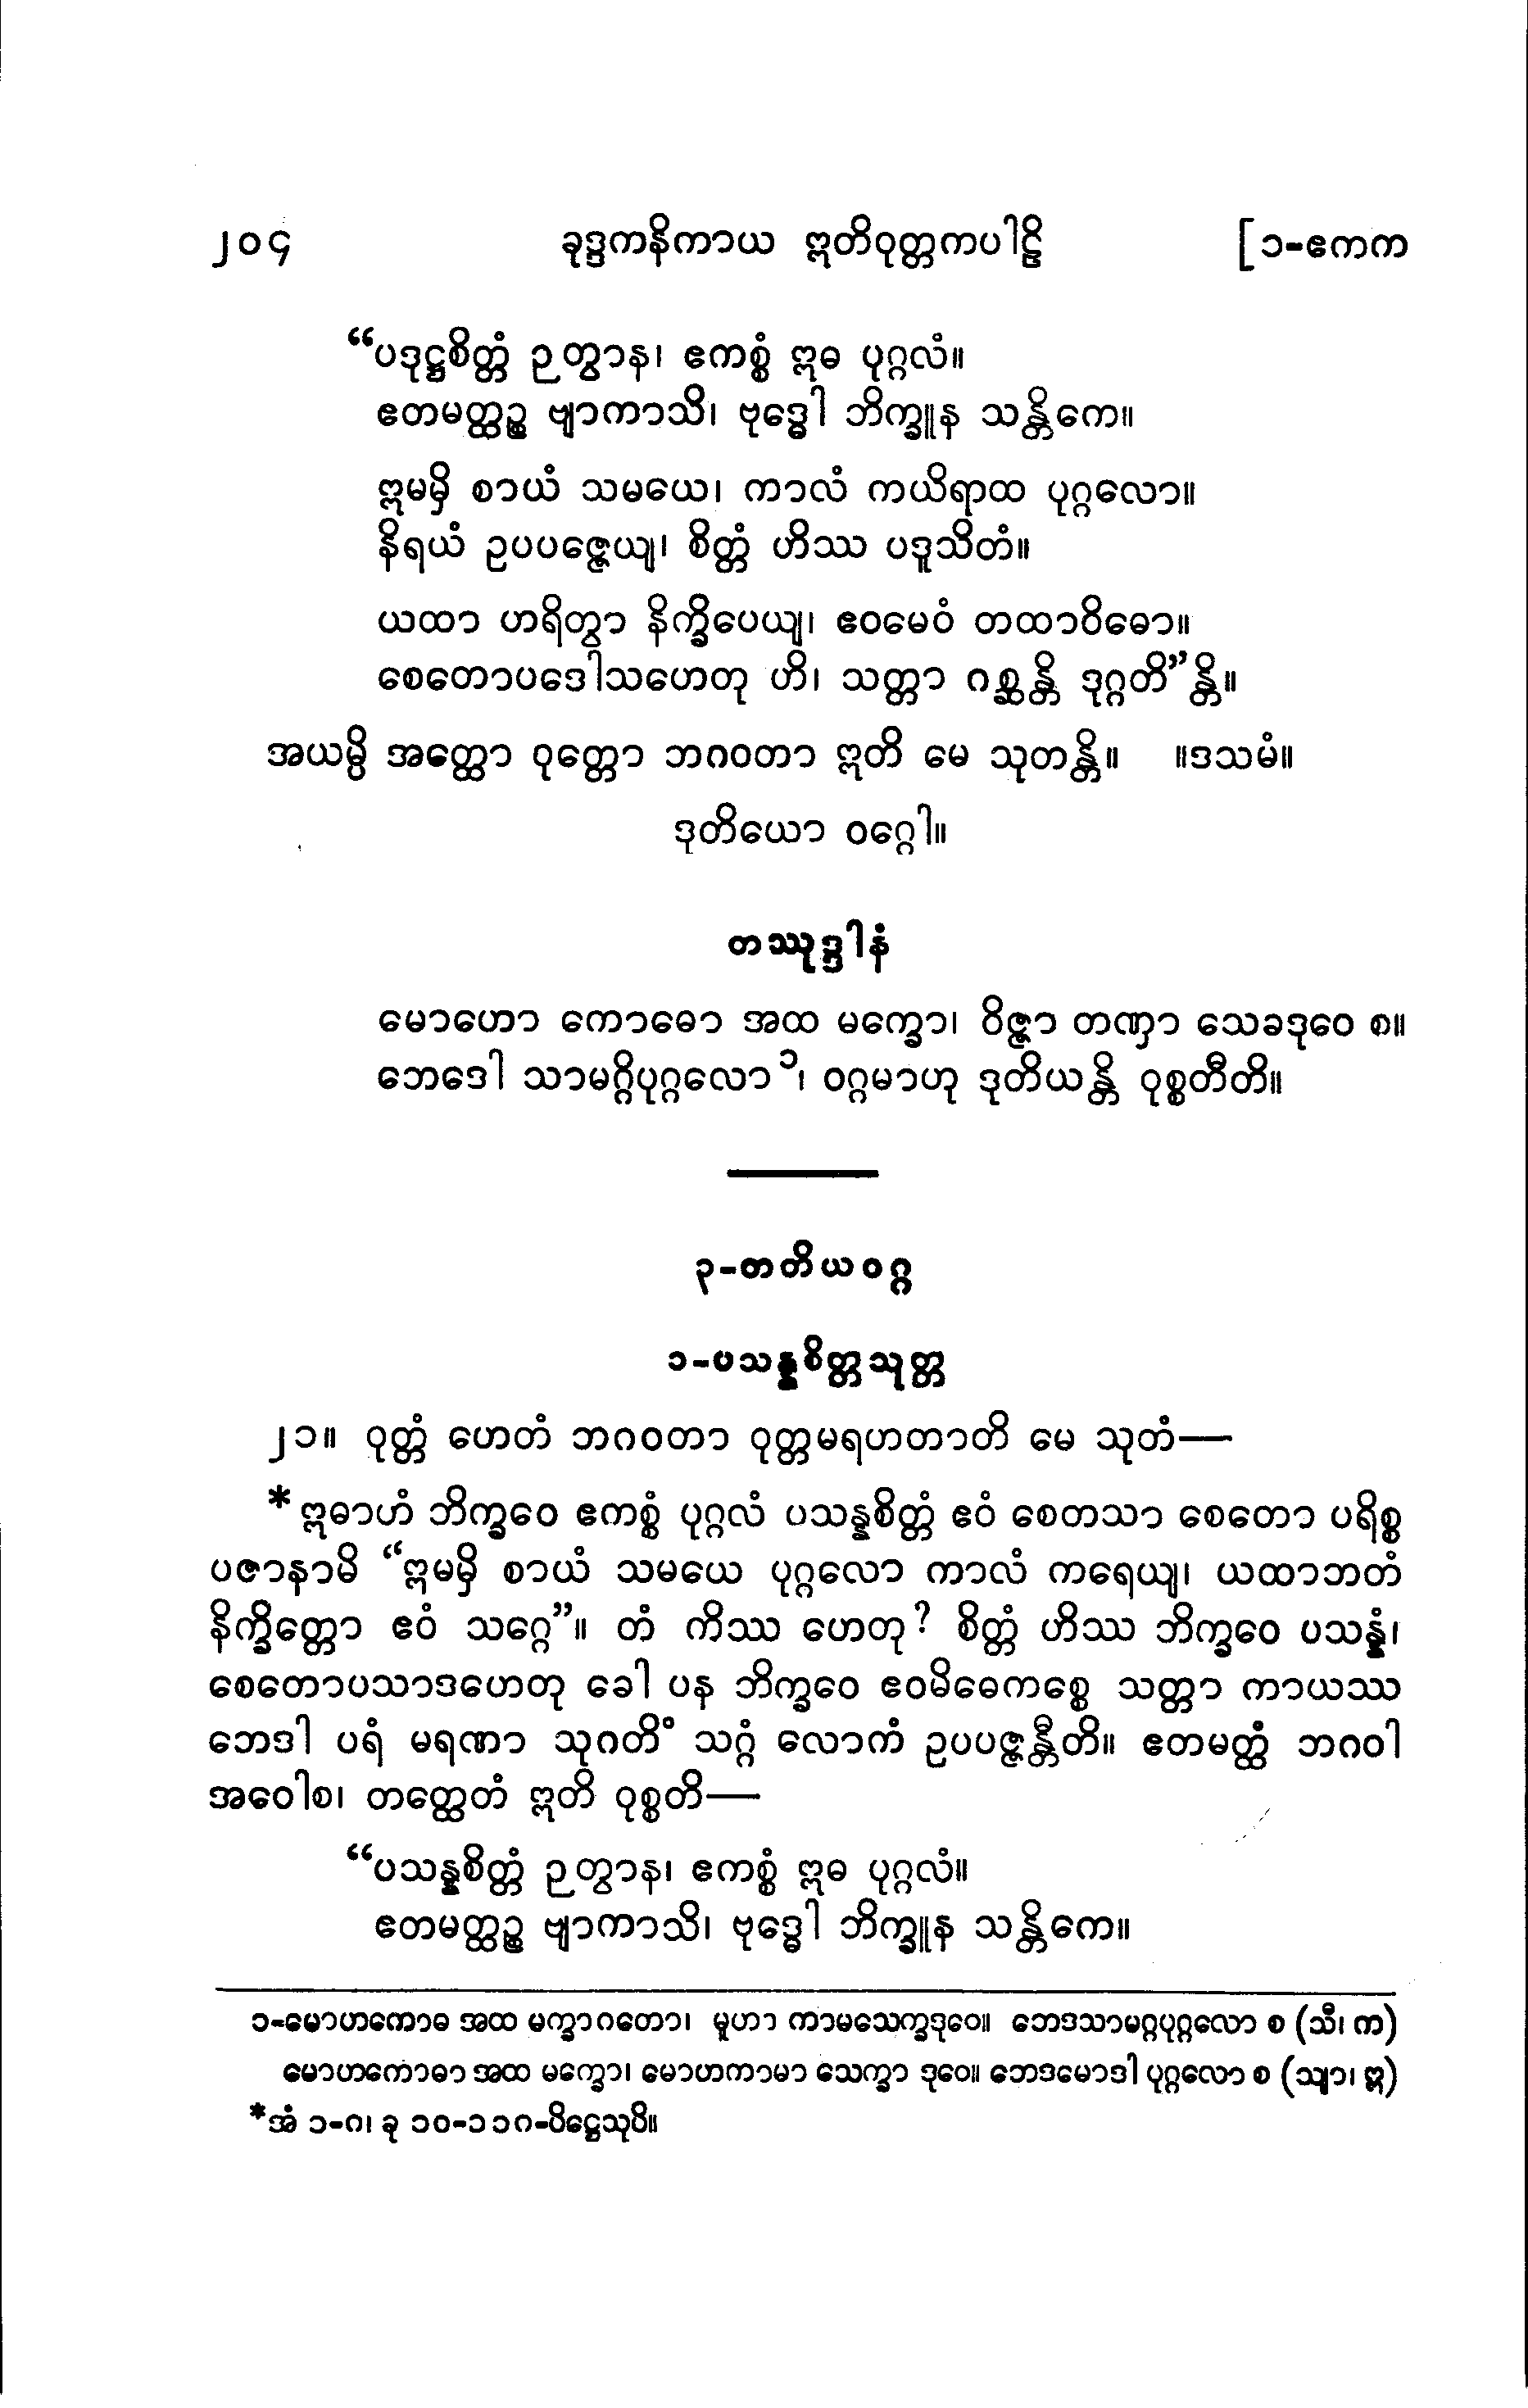 ၂၀၄ ခုဒ္ဒကနိကာယ ဣတိဝုတ္တကပါဠိ [၁-ဧကက
“ပဒုဋ္ဌစိတ္တံ ဉတွာန၊ ဧကစ္စံ ဣဓ ပုဂ္ဂလံ။
ဧတမတ္ထဉ္စ ဗျာကာသိ၊ ဗုဒ္ဓေါ ဘိက္ခူန သန္တိကေ။
ဣမမှိ စာယံ သမယေ၊ ကာလံ ကယိရာထ ပုဂ္ဂလော။
နိရယံ ဥပပဇ္ဇေယျ၊ စိတ္တံ ဟိဿ ပဒူသိတံ။
ယထာ ဟရိတွာ နိက္ခိပေယျ၊ ဧဝမေဝံ တထာဝိဓော။
စေတောပဒေါသဟေတု ဟိ၊ သတ္တာ ဂစ္ဆန္တိ ဒုဂ္ဂတိ”န္တိ။
အယမ္ပိ အတ္ထော ဝုတ္တော ဘဂဝတာ ဣတိ မေ သုတန္တိ။ ။ဒသမံ။
ဒုတိယော ဝဂ္ဂေါ။
တဿုဒ္ဒါနံ
မောဟော ကောဓော အထ မက္ခော၊ ဝိဇ္ဇာ တဏှာ သေခဒုဝေ စ။
ဘေဒေါ သာမဂ္ဂိပုဂ္ဂလော၁၊ ဝဂ္ဂမာဟု ဒုတိယန္တိ ဝုစ္စတီတိ။
၃-တတိယဝဂ္ဂ
၁-ပသန္နစိတ္တသုတ္တ
၂၁။ ဝုတ္တံ ဟေတံ ဘဂဝတာ ဝုတ္တမရဟတာတိ မေ သုတံ—
*ဣဓာဟံ ဘိက္ခဝေ ဧကစ္စံ ပုဂ္ဂလံ ပသန္နစိတ္တံ ဧဝံ စေတသာ စေတော ပရိစ္စ
ပဇာနာမိ “ဣမမှိ စာယံ သမယေ ပုဂ္ဂလော ကာလံ ကရေယျ၊ ယထာဘတံ
နိက္ခိတ္တော ဧဝံ သဂ္ဂေ”။ တံ ကိဿ ဟေတု? စိတ္တံ ဟိဿ ဘိက္ခဝေ ပသန္နံ၊
စေတောပသာဒဟေတု ခေါ ပန ဘိက္ခဝေ ဧဝမိဓေကစ္စေ သတ္တာ ကာယဿ
ဘေဒါ ပရံ မရဏာ သုဂတိံ သဂ္ဂံ လောကံ ဥပပဇ္ဇန္တီတိ။ ဧတမတ္ထံ ဘဂဝါ
အဝေါစ၊ တတ္ထေတံ ဣတိ ဝုစ္စတိ—
“ပသန္နစိတ္တံ ဉတွာန၊ ဧကစ္စံ ဣဓ ပုဂ္ဂလံ။
ဧတမတ္ထဉ္စ ဗျာကာသိ၊ ဗုဒ္ဓေါ ဘိက္ခူန သန္တိကေ။
၁-မောဟကောဓ အထ မက္ခာဂတော၊ မူဟာ ကာမသေက္ခဒုဝေ။ ဘေဒသာမဂ္ဂပုဂ္ဂလော စ (သီ၊ က)
မောဟကောဓာ အထ မက္ခော၊ မောဟကာမာ သေက္ခာ ဒုဝေ။ ဘေဒမောဒါ ပုဂ္ဂလော စ (သျာ၊ ဣ)
*အံ ၁-ဂ၊ ခု ၁၀-၁၁၈-ပိဋ္ဌေသုပိ။